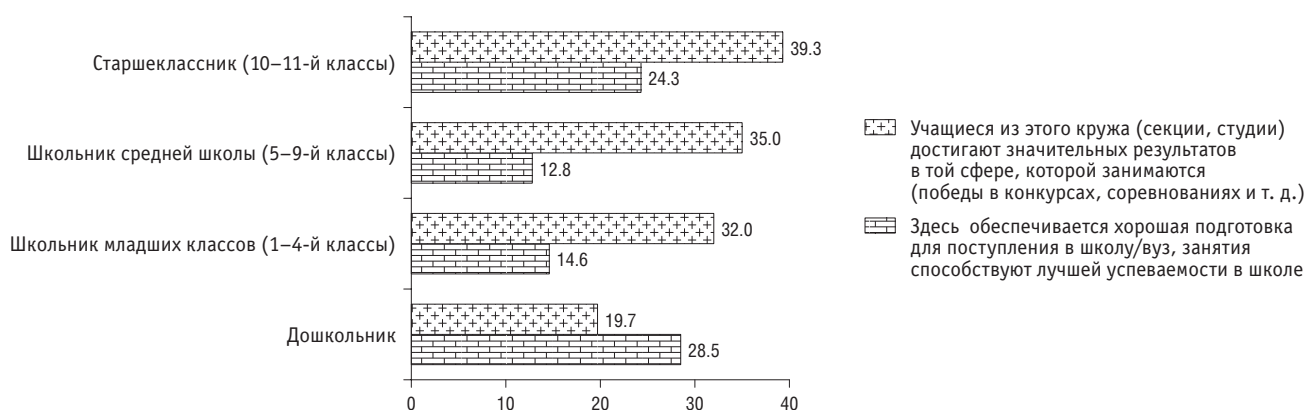 Старшеклассник (10–11-й классы)
39.3
24.3
Школьник средней школы (5–9-й классы)
35.0
12.8
Школьник младших классов (1–4-й классы)
32.0
14.6
Дошкольник
19.7
28.5
0 10 20 30 40
Учащиеся из этого кружа (секции, студии)
достигают значительных результатов
в той сфере, которой занимаются
(победы в конкурсах, соревнованиях и т. д.)
Здесь обеспечивается хорошая подготовка
для поступления в школу/вуз, занятия
способствуют лучшей успеваемости в школе